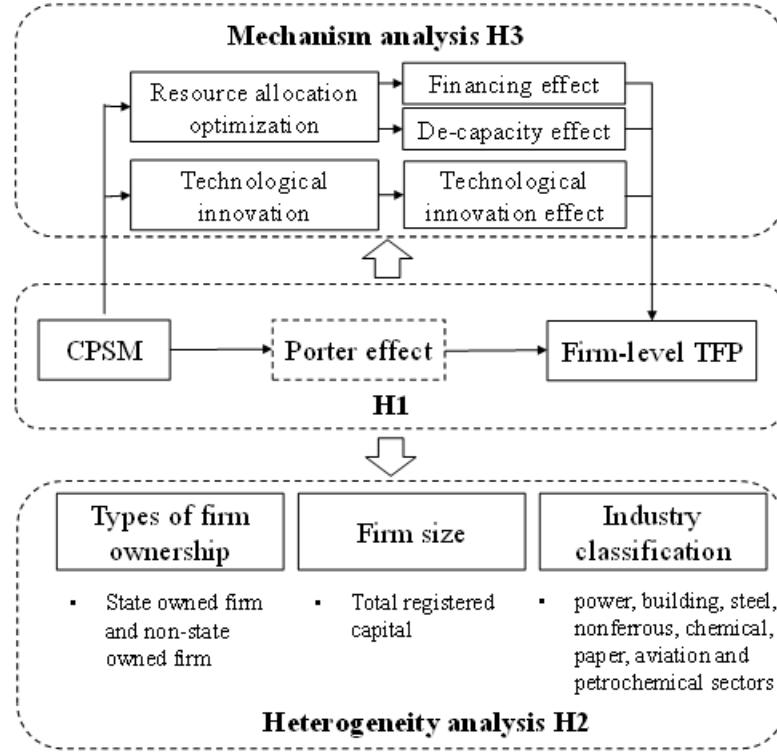 Mechanism analysis H3
Resource allocation
optimization
Financing effect
De-capacity effect
Technological
innovation
Technological
innovation effect
CPSM
Porter effect
Firm-level TFP
H1
Types of firm
ownership
Firm size
Industry
classification
▪ State owned firm
and non-state
owned firm
▪ Total registered
capital
▪ power, building, steel,
nonferrous, chemical,
paper, aviation and
petrochemical sectors
Heterogeneity analysis H2